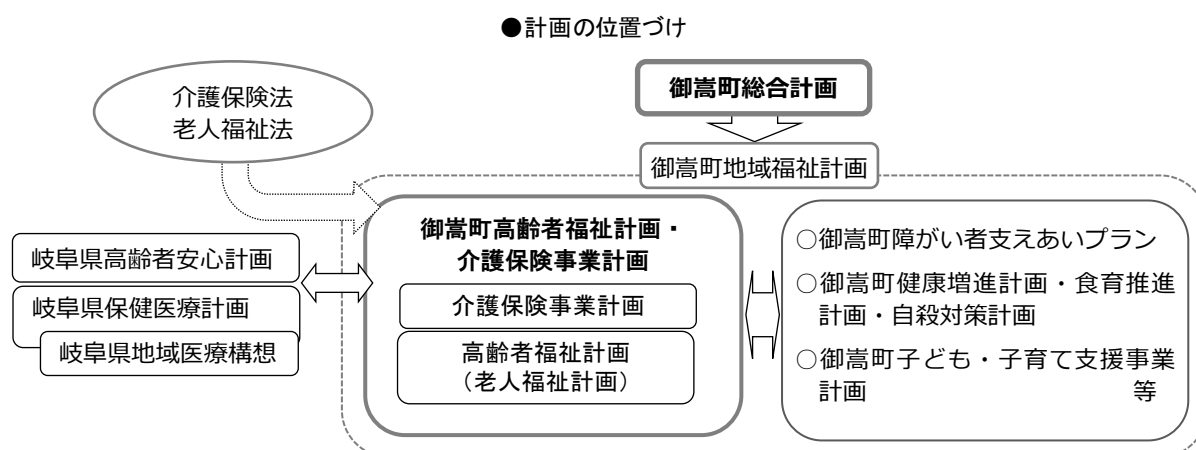 ●計画の位置づけ
介護保険法
老人福祉法
御嵩町総合計画
御嵩町地域福祉計画
岐阜県高齢者安心計画
岐阜県保健医療計画
岐阜県地域医療構想
御嵩町高齢者福祉計画・
介護保険事業計画
介護保険事業計画
高齢者福祉計画
（老人福祉計画）
○御嵩町障がい者支えあいプラン
○御嵩町健康増進計画・食育推進
計画・自殺対策計画
○御嵩町子ども・子育て支援事業
計画 等